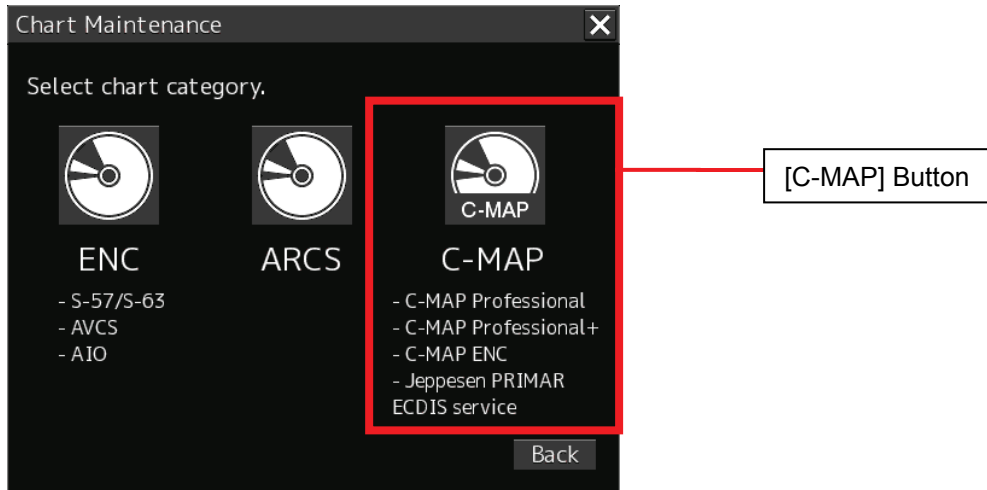 Chart Maintenance
Select chart category.
C-MAP
ENC
ARCS
C-MAP
- S-57/S-63
- AVCS
- AIO
- C-MAP Professional
- C-MAP Professional+
- C-MAP ENC
- Jeppesen PRIMAR
ECDIS service
Back
[C-MAP] Button